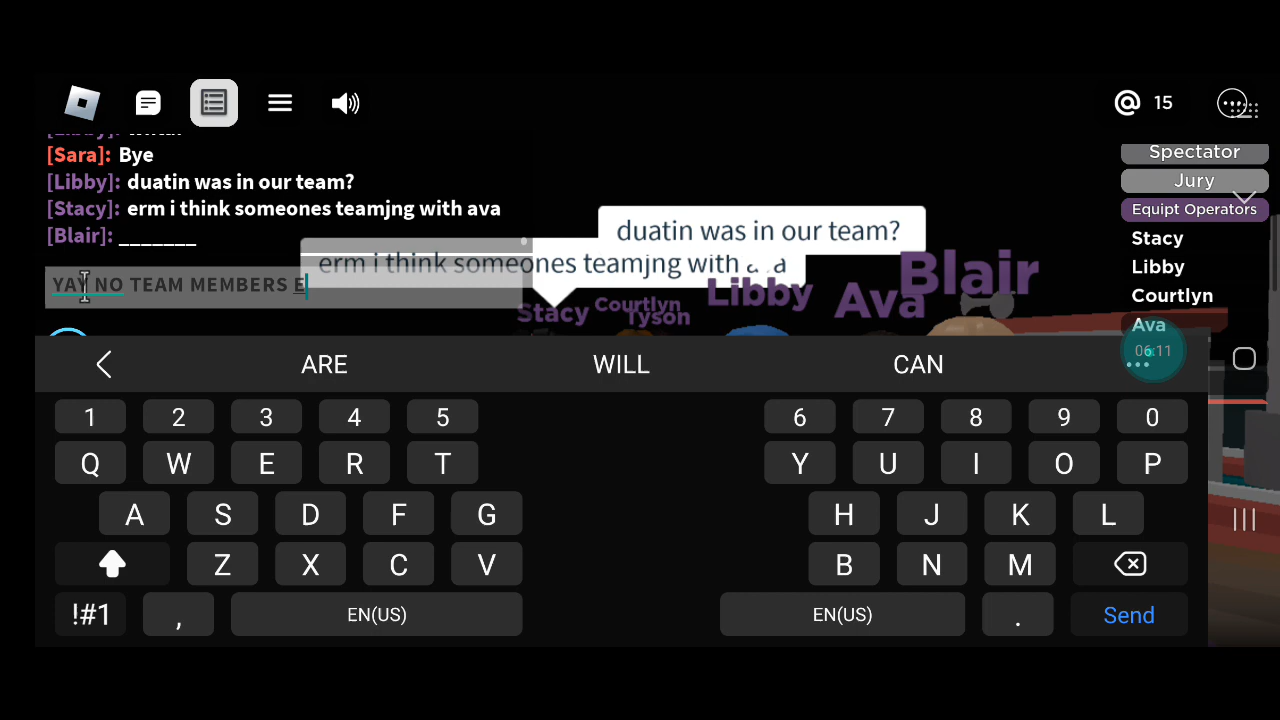 15
[Sara]: Bye
[Libby]: duatin was in our team?
[Stacy]: erm i think someones teamjng with ava
[Blair]: _______
YAY NO TEAM MEMBERS E
duatin was in our team?
erm i think someones teamjng with a a
Stacy
Courtlyn
Tyson
Libby
Ava
Blair
Spectator
Jury
Equipt Operators
Stacy
Libby
Courtlyn
Ava
06:11
ARE WILL CAN
1 2 3 4 5 6 7 8 9 0
Q W E R T Y U I O P
A S D F G H J K L
Z X C V B N M
!#1 , EN(US) EN(US) . Send